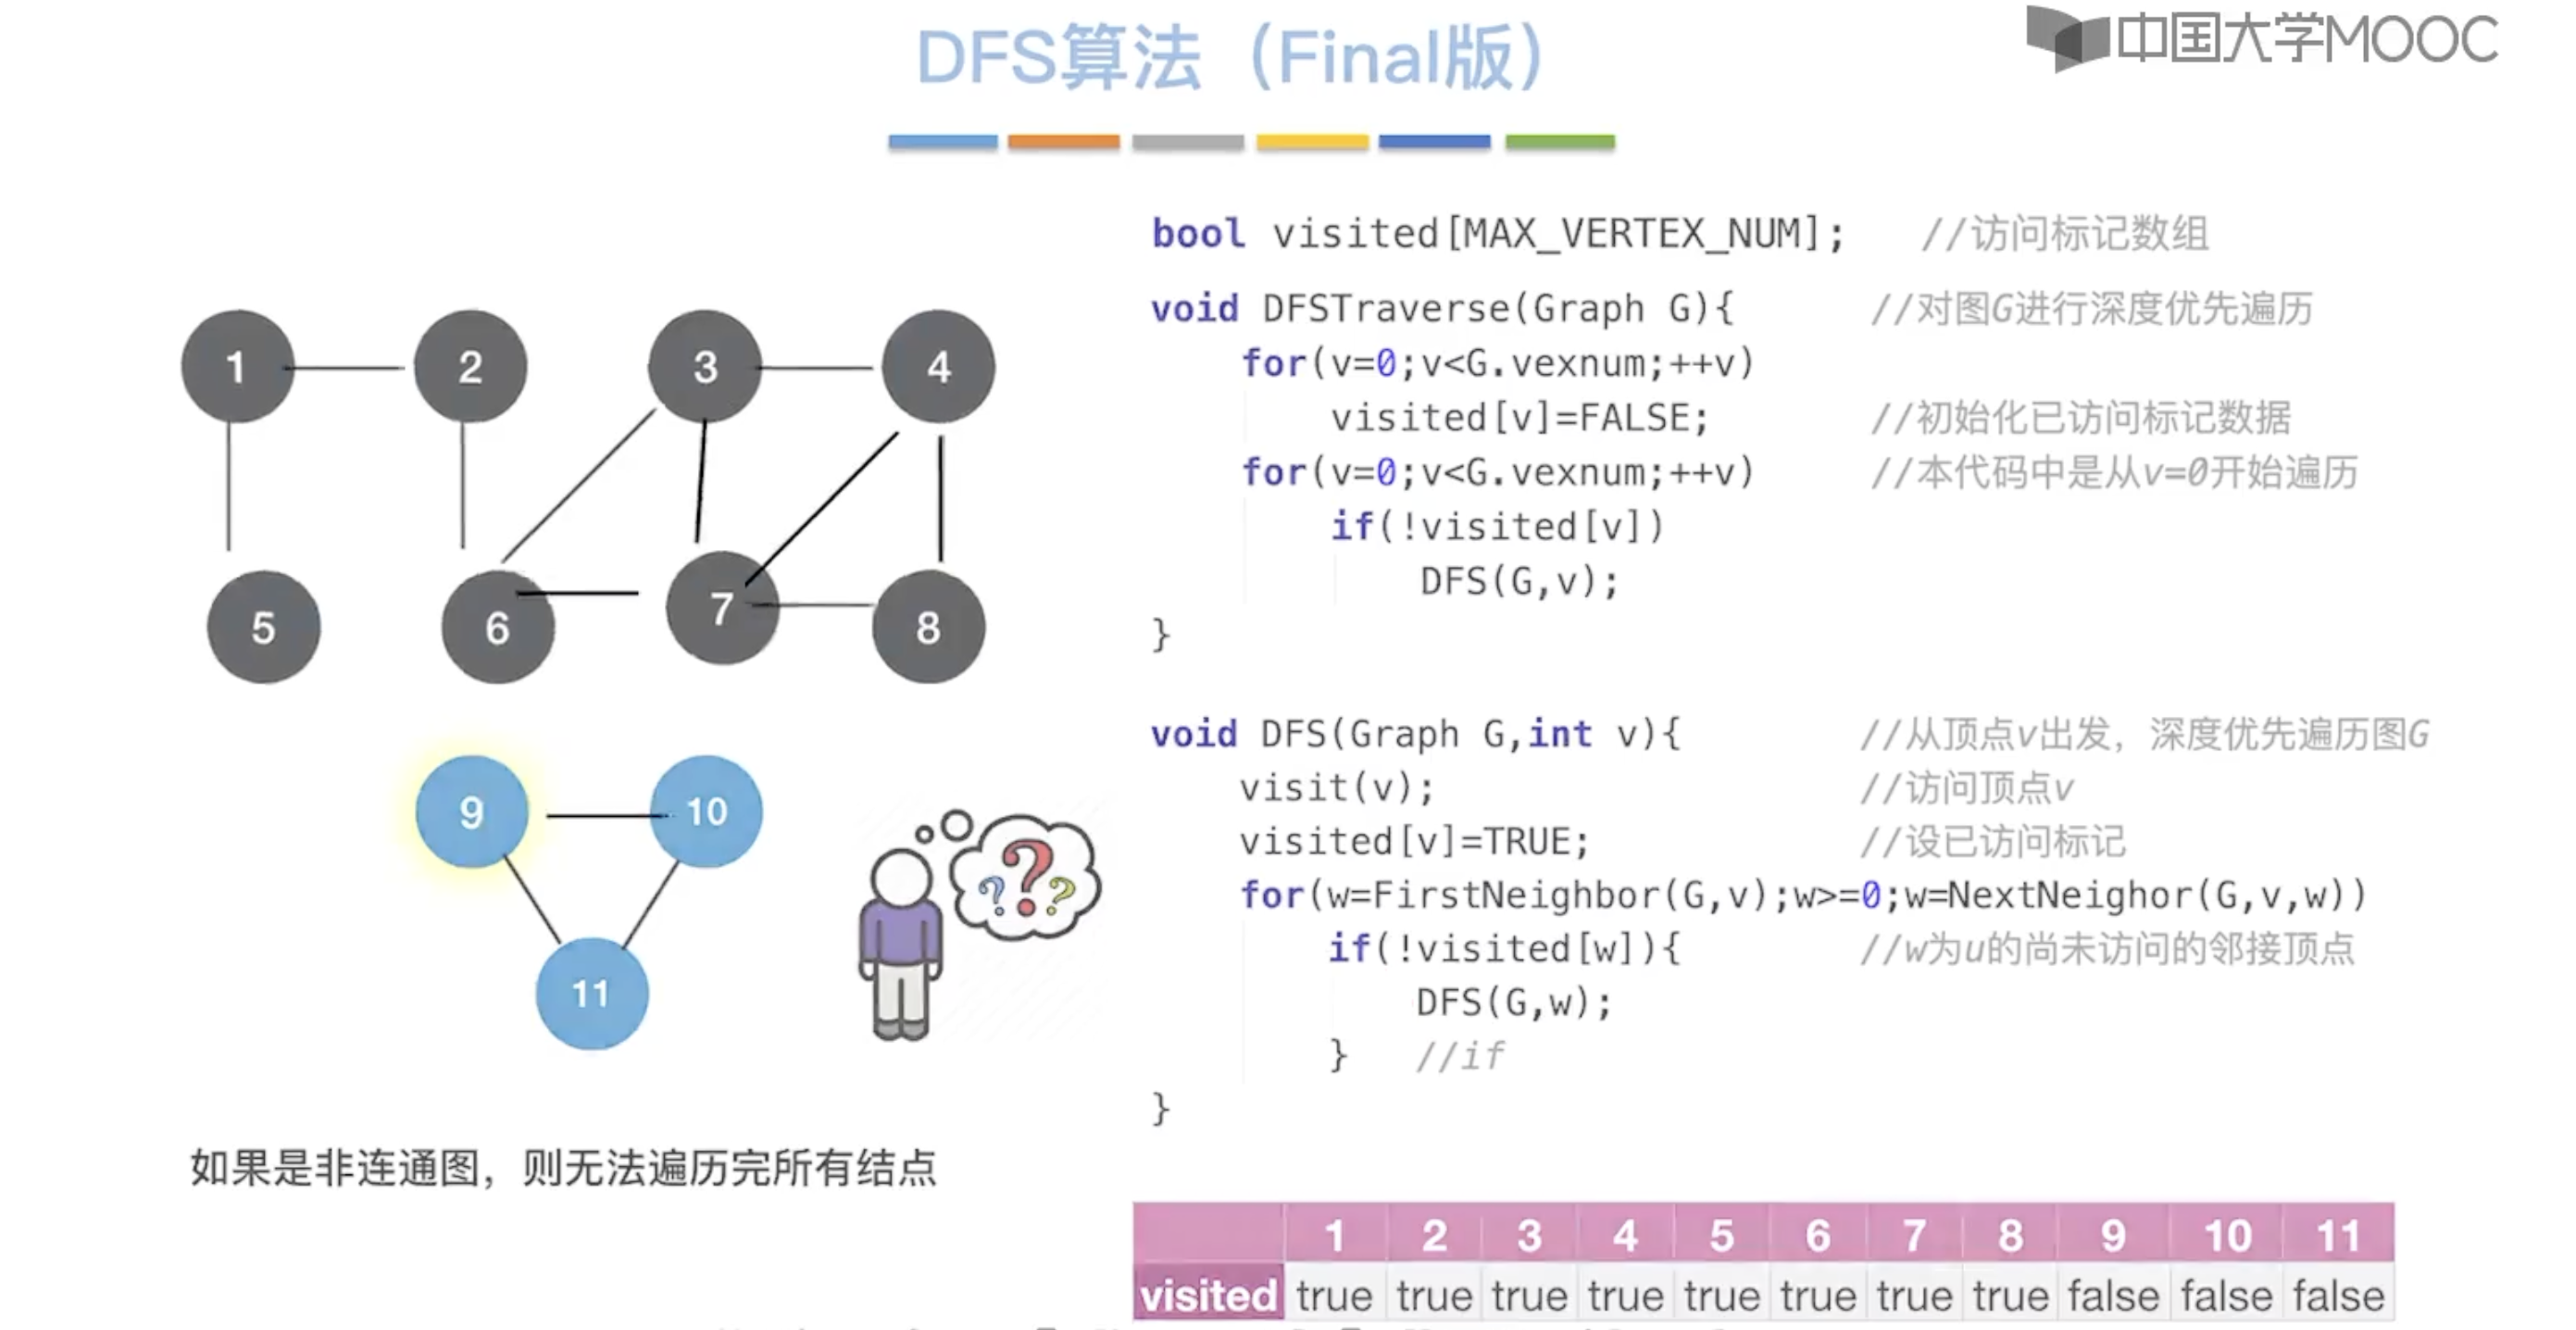 DFS算法（Final版）
中国大学MOOC
bool visited[MAX_VERTEX_NUM]; //访问标记数组
void DFSTraverse(Graph G){ //对图G进行深度优先遍历
for(v=0;v<G.vexnum;++v)
visited[v]=FALSE; //初始化已访问标记数据
for(v=0;v<G.vexnum;++v) //本代码中是从v=0开始遍历
if(!visited[v])
DFS(G,v);
}
void DFS(Graph G,int v){ //从顶点v出发，深度优先遍历图G
visit(v); //访问顶点v
visited[v]=TRUE; //设已访问标记
for(w=FirstNeighbor(G,v);w>=0;w=NextNeighor(G,v,w))
if(!visited[w]){ //w为u的尚未访问的邻接顶点
DFS(G,w);
} //if
}
1 2 3 4
5 6 7 8
9 10
11
? ? ?
如果是非连通图，则无法遍历完所有结点
1 2 3 4 5 6 7 8 9 10 11
visited true true true true true true true true false false false